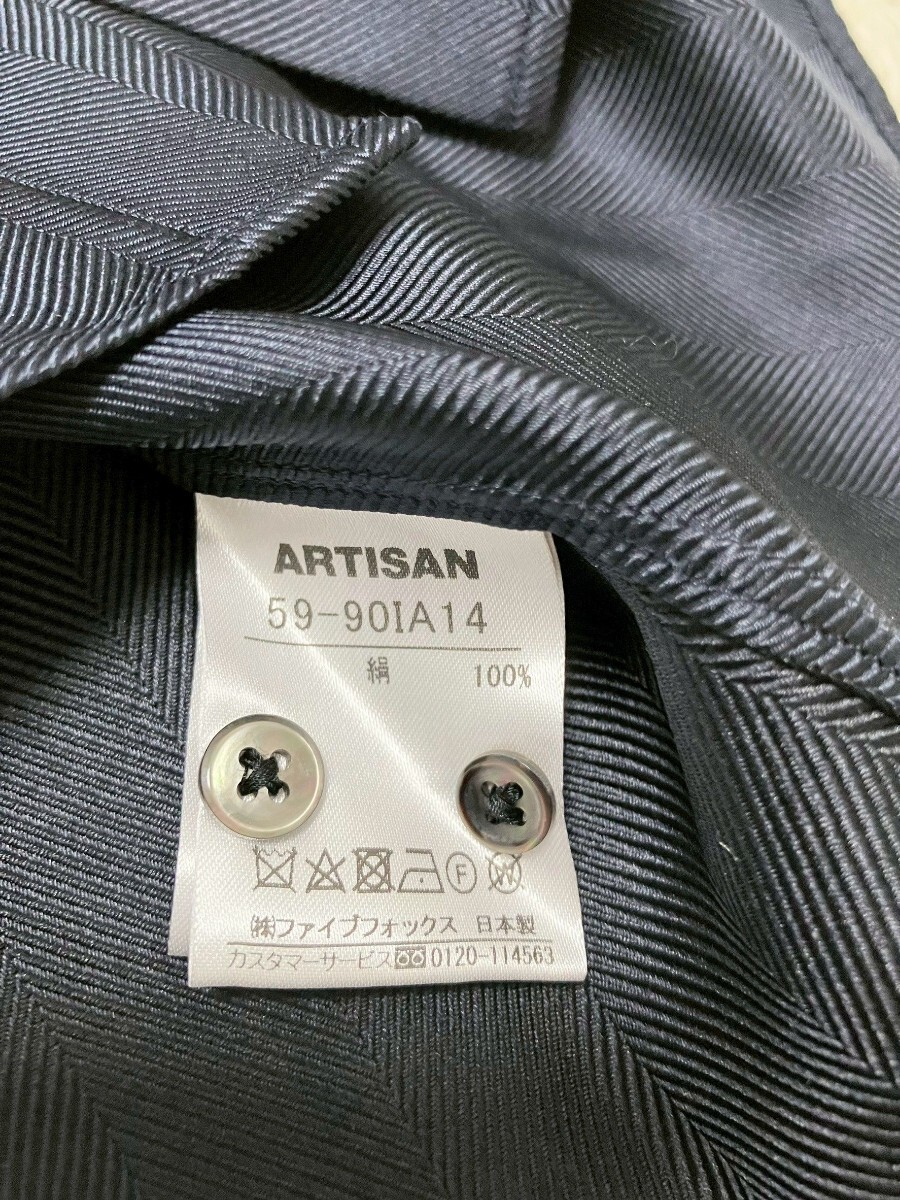 ARTISAN
59-90IA14
絹 100%
F W
㈱ファイブフォックス 日本製
カスタマーサービス 0120-114563